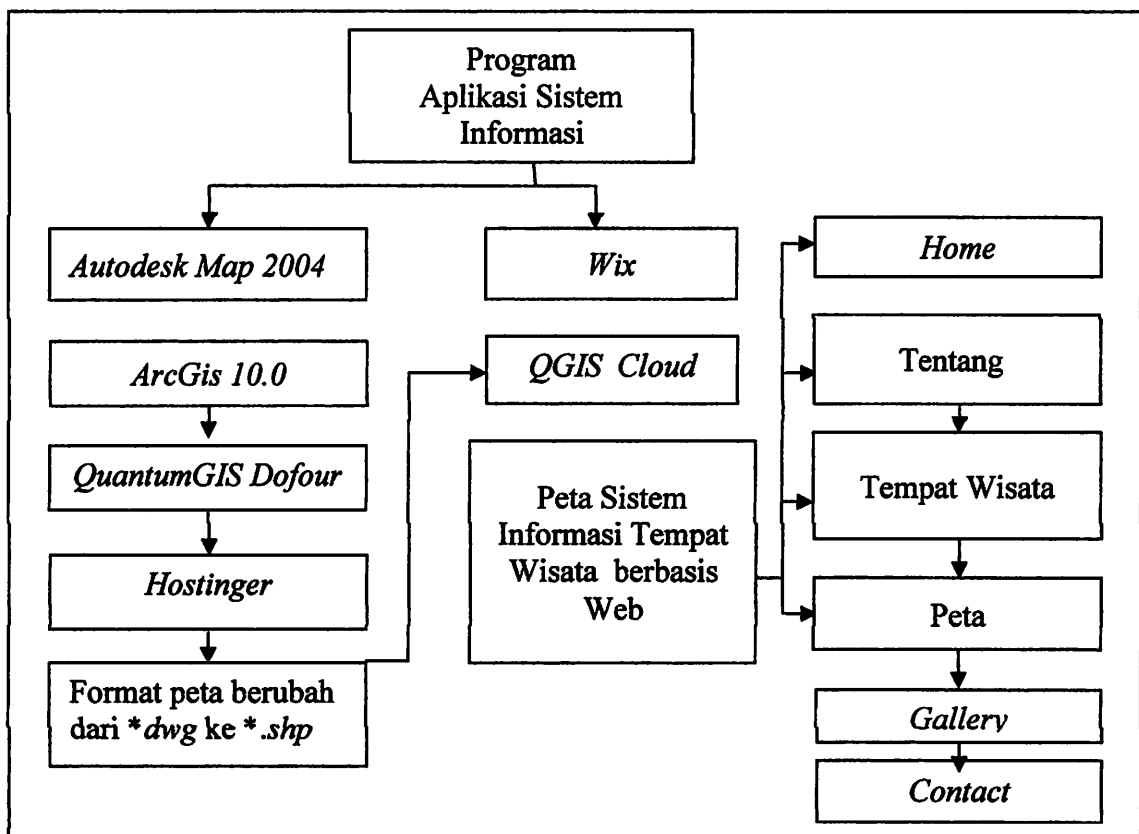 Program
Aplikasi Sistem
Informasi
Autodesk Map 2004
ArcGis 10.0
QuantumGIS Dofour
Hostinger
Format peta berubah
dari *dwg ke *.shp
Wix
QGIS Cloud
Peta Sistem
Informasi Tempat
Wisata berbasis
Web
Home
Tentang
Tempat Wisata
Peta
Gallery
Contact